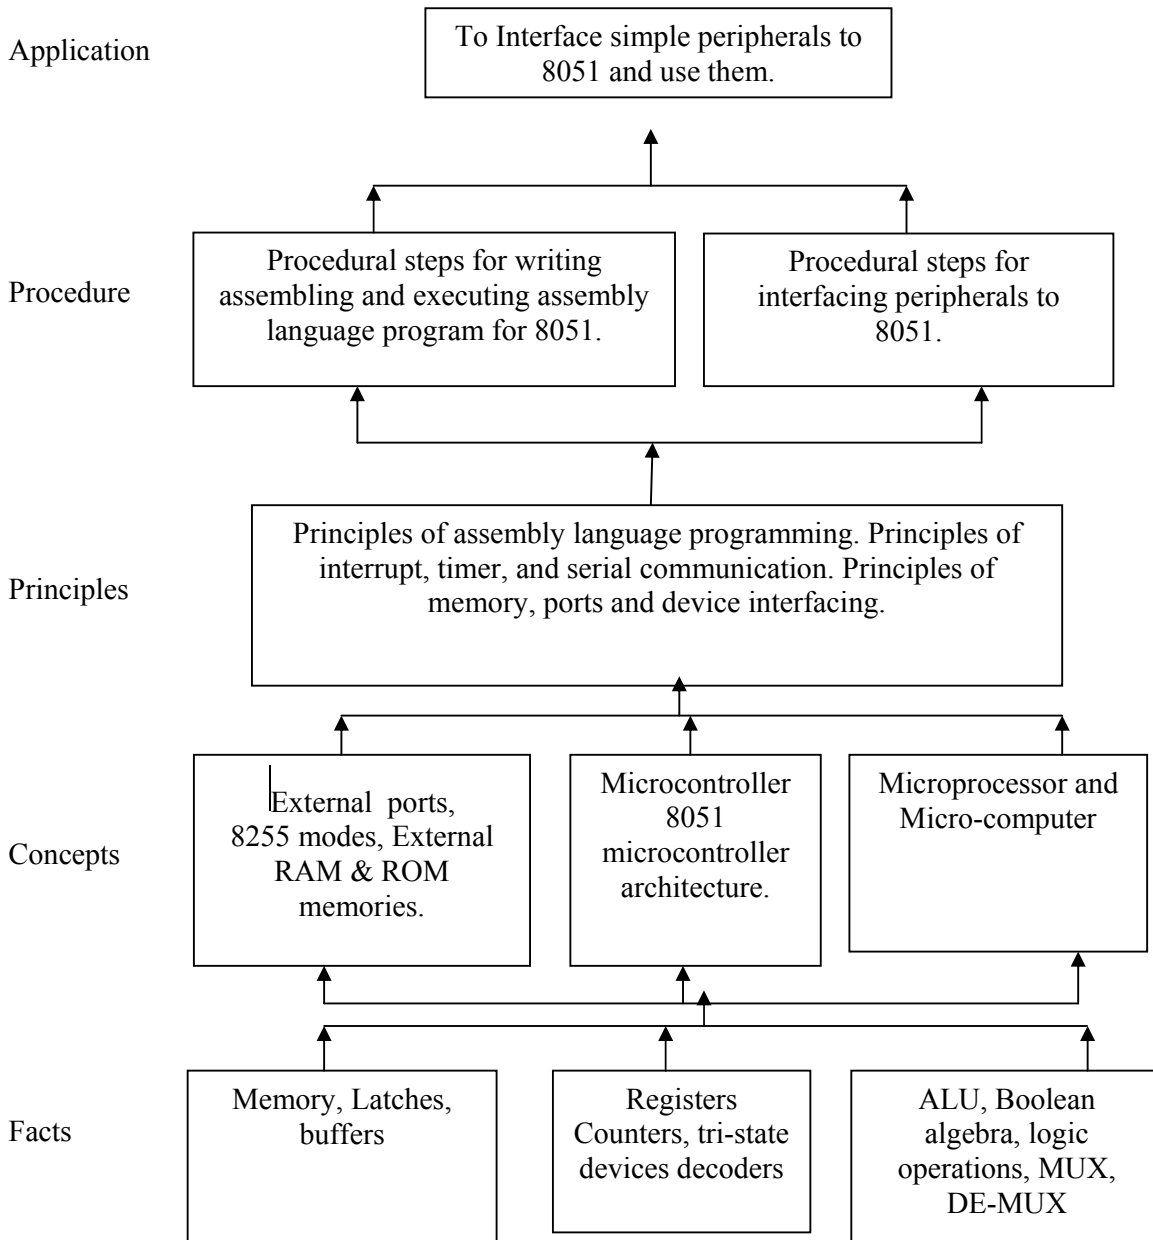 Application
To Interface simple peripherals to
8051 and use them.
Procedure
Procedural steps for writing
assembling and executing assembly
language program for 8051.
Procedural steps for
interfacing peripherals to
8051.
Principles
Principles of assembly language programming. Principles of
interrupt, timer, and serial communication. Principles of
memory, ports and device interfacing.
Concepts
External ports,
8255 modes, External
RAM & ROM
memories.
Microcontroller
8051
microcontroller
architecture.
Microprocessor and
Micro-computer
Facts
Memory, Latches,
buffers
Registers
Counters, tri-state
devices decoders
ALU, Boolean
algebra, logic
operations, MUX,
DE-MUX